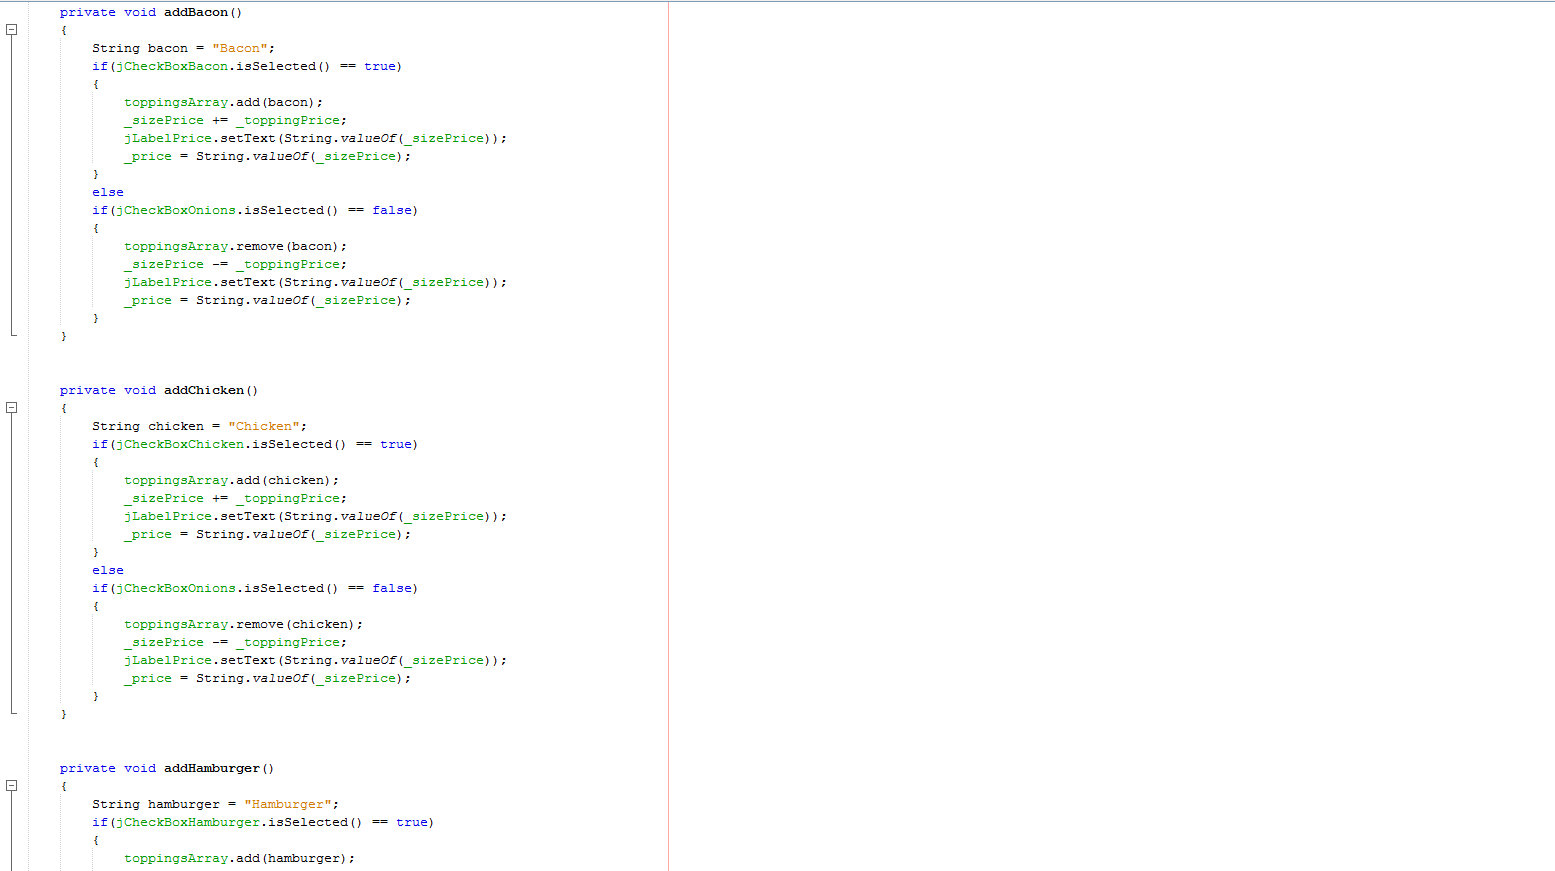 private void addBacon()
{
String bacon = "Bacon";
if(jCheckBoxBacon.isSelected() == true)
{
toppingsArray.add(bacon);
_sizePrice += _toppingPrice;
jLabelPrice.setText(String.valueOf(_sizePrice));
_price = String.valueOf(_sizePrice);
}
else
if(jCheckBoxOnions.isSelected() == false)
{
toppingsArray.remove(bacon);
_sizePrice -= _toppingPrice;
jLabelPrice.setText(String.valueOf(_sizePrice));
_price = String.valueOf(_sizePrice);
}
}
private void addChicken()
{
String chicken = "Chicken";
if(jCheckBoxChicken.isSelected() == true)
{
toppingsArray.add(chicken);
_sizePrice += _toppingPrice;
jLabelPrice.setText(String.valueOf(_sizePrice));
_price = String.valueOf(_sizePrice);
}
else
if(jCheckBoxOnions.isSelected() == false)
{
toppingsArray.remove(chicken);
_sizePrice -= _toppingPrice;
jLabelPrice.setText(String.valueOf(_sizePrice));
_price = String.valueOf(_sizePrice);
}
}
private void addHamburger()
{
String hamburger = "Hamburger";
if(jCheckBoxHamburger.isSelected() == true)
{
toppingsArray.add(hamburger);